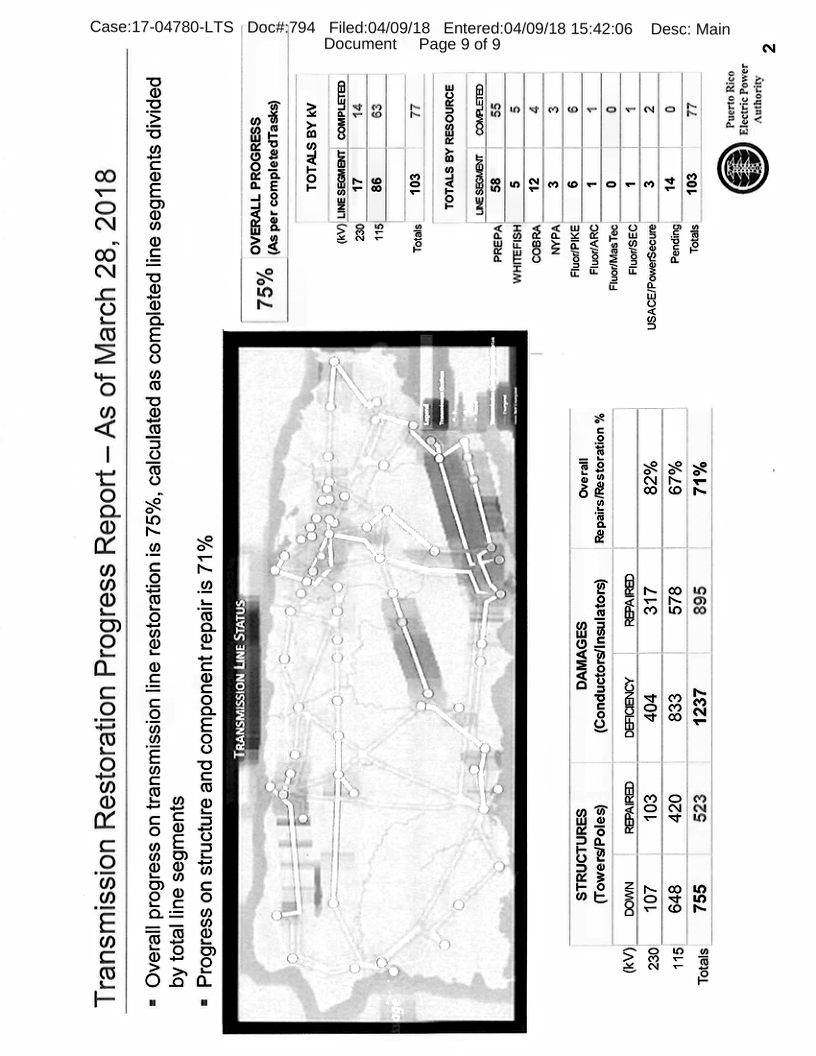 Case:17-04780-LTS Doc#:794 Filed:04/09/18 Entered:04/09/18 15:42:06 Desc: Main
Document Page 9 of 9
Transmission Restoration Progress Report – As of March 28, 2018
▪ Overall progress on transmission line restoration is 75%, calculated as completed line segments divided
by total line segments
▪ Progress on structure and component repair is 71%
TRANSMISSION LINE STATUS
Legend
75% OVERALL PROGRESS
(As per completedTasks)
TOTALS BY kV
(kV) LINE SEGMENT COMPLETED
230 17 14
115 86 63
Totals 103 77
TOTALS BY RESOURCE
LINE SEGMENT COMPLETED
PREPA 58 55
WHITEFISH 5 5
COBRA 12 4
NYPA 3 3
Fluor/PIKE 6 6
Fluor/ARC 1 1
Fluor/MasTec 0 0
Fluor/SEC 1 1
USACE/PowerSecure 3 2
Pending 14 0
Totals 103 77
STRUCTURES
(Towers/Poles)
DAMAGES
(Conductors/Insulators)
Overall
Repairs/Restoration %
(kV) DOWN REPAIRED DEFICIENCY REPAIRED
230 107 103 404 317 82%
115 648 420 833 578 67%
Totals 755 523 1237 895 71%
Puerto Rico
Electric Power
Authority
2